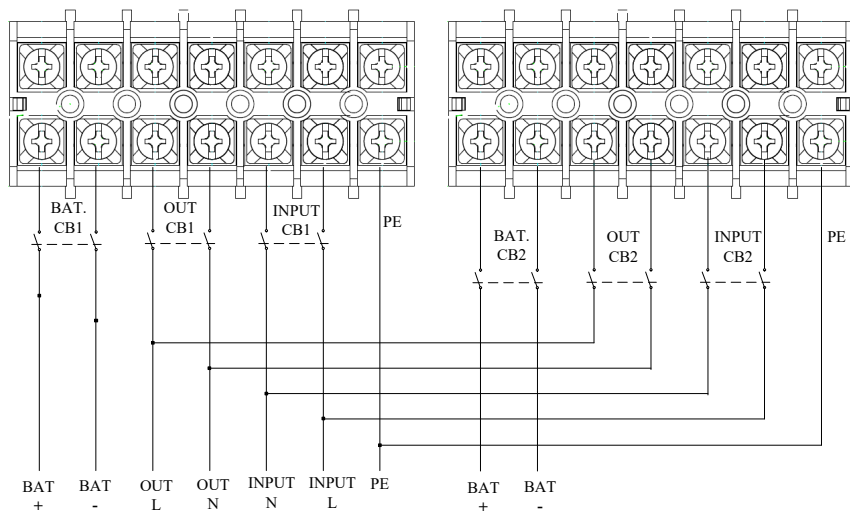 BAT.
CB1
OUT
CB1
INPUT
CB1
PE
BAT.
CB2
OUT
CB2
INPUT
CB2
PE
BAT
+
BAT
-
OUT
L
OUT
N
INPUT
N
INPUT
L
PE
BAT
+
BAT
-